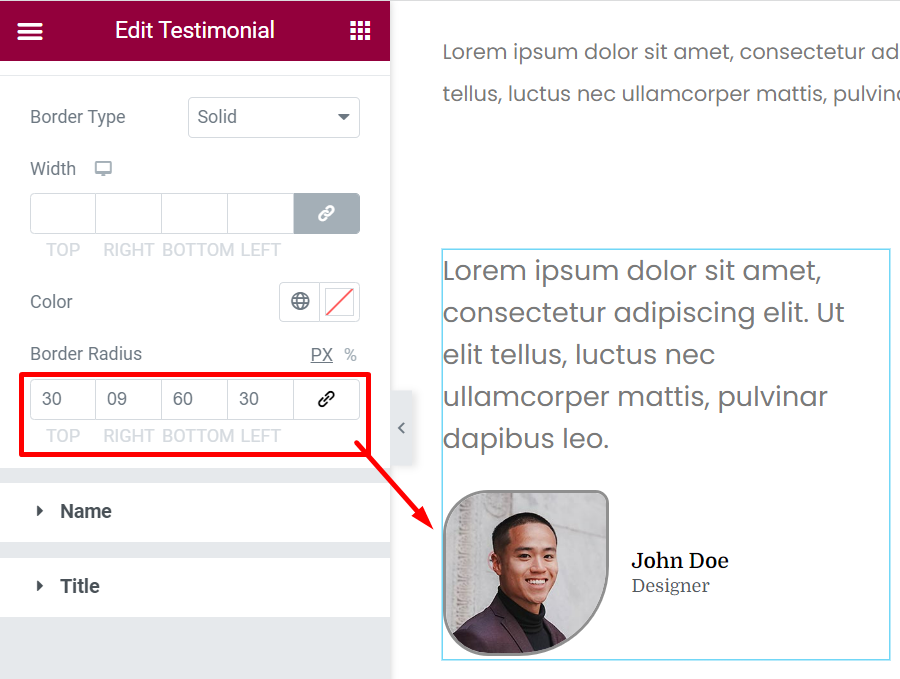 Edit Testimonial
Border Type
Solid
Width
TOP RIGHT BOTTOM LEFT
Color
Border Radius
PX %
30 09 60 30
TOP RIGHT BOTTOM LEFT
Name
Title
Lorem ipsum dolor sit amet, consectetur ad
tellus, luctus nec ullamcorper mattis, pulvin
Lorem ipsum dolor sit amet,
consectetur adipiscing elit. Ut
elit tellus, luctus nec
ullamcorper mattis, pulvinar
dapibus leo.
John Doe
Designer